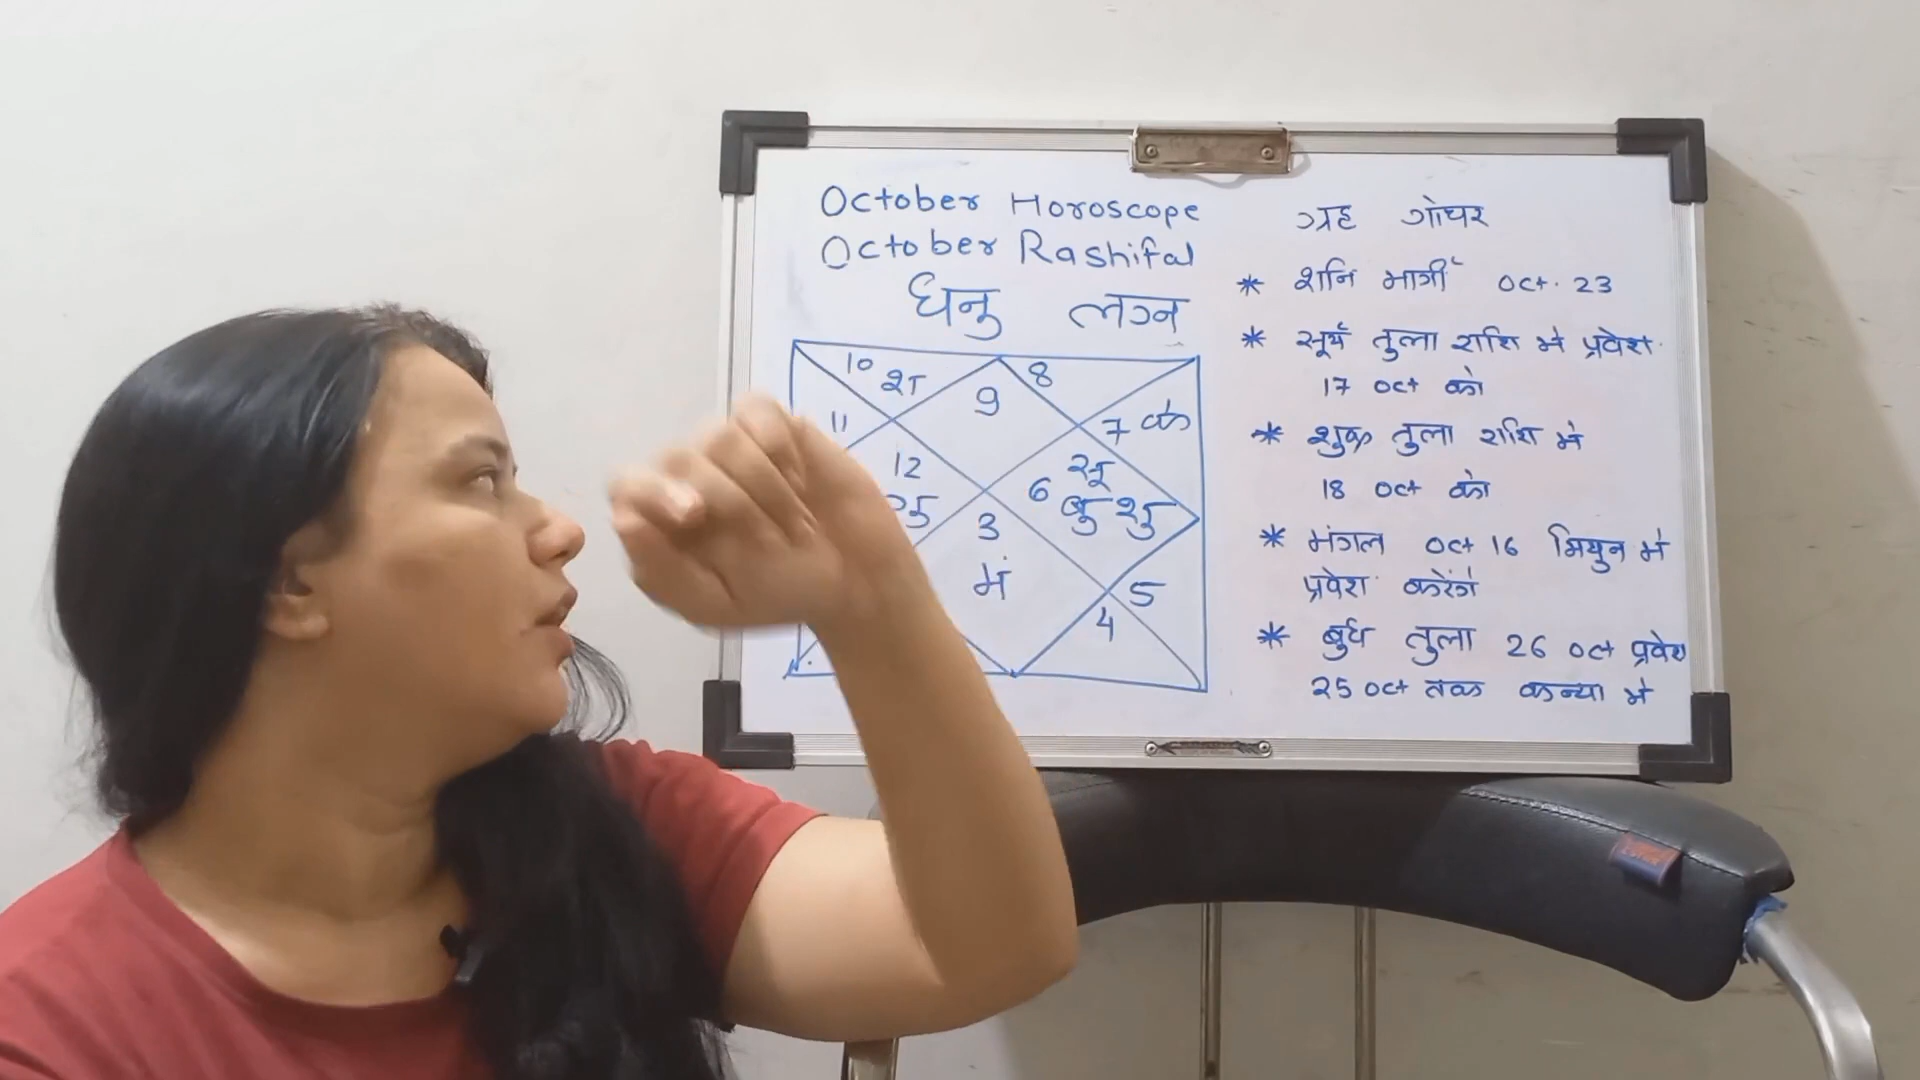 October Horoscope
October Rashifal
धनु लग्न
10 श
8
9
11
7 के
12
सू
6
बु शु
3
मं
5
4
ग्रह गोचर
* शनि मार्गी Oct. 23
* सूर्य तुला राशि मे प्रवेश
17 Oct को
* शुक्र तुला राशि मे
18 Oct को
* मंगल Oct 16 मिथुन मे
प्रवेश करेंगे
* बुध तुला 26 Oct प्रवेश
25 Oct तक कन्या मे